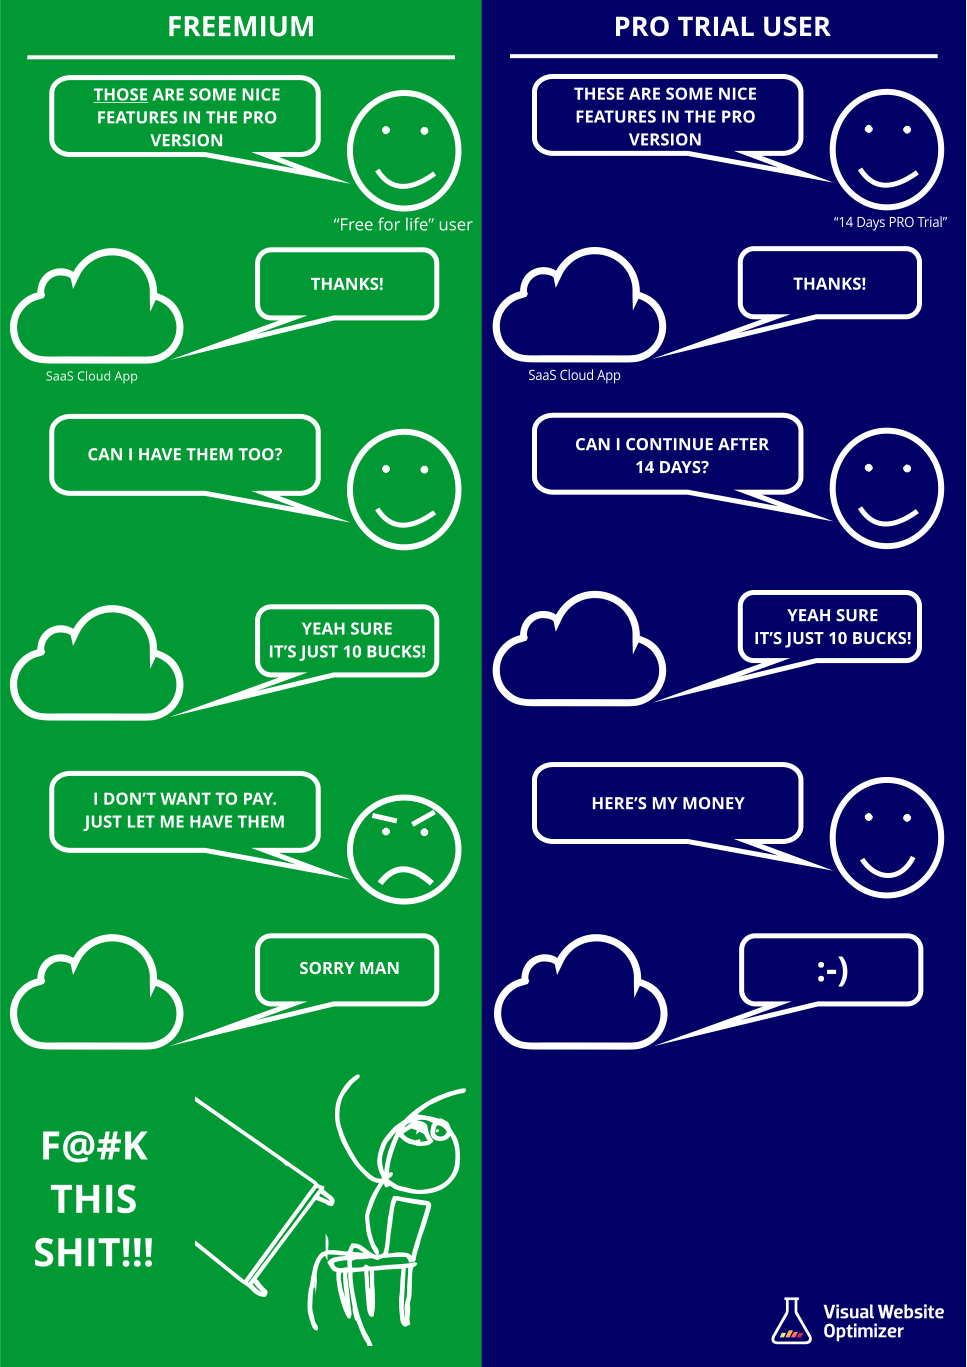 FREEMIUM
THOSE ARE SOME NICE
FEATURES IN THE PRO
VERSION
“Free for life” user
THANKS!
SaaS Cloud App
CAN I HAVE THEM TOO?
YEAH SURE
IT’S JUST 10 BUCKS!
I DON’T WANT TO PAY.
JUST LET ME HAVE THEM
SORRY MAN
F@#K
THIS
SHIT!!!
PRO TRIAL USER
THESE ARE SOME NICE
FEATURES IN THE PRO
VERSION
“14 Days PRO Trial”
THANKS!
SaaS Cloud App
CAN I CONTINUE AFTER
14 DAYS?
YEAH SURE
IT’S JUST 10 BUCKS!
HERE’S MY MONEY
:-)
Visual Website
Optimizer